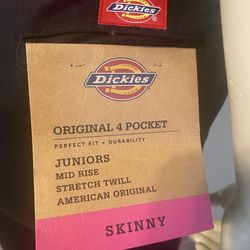 Dickies
Dickies
ORIGINAL 4 POCKET
PERFECT FIT + DURABILITY
JUNIORS
MID RISE
STRETCH TWILL
AMERICAN ORIGINAL
SKINNY